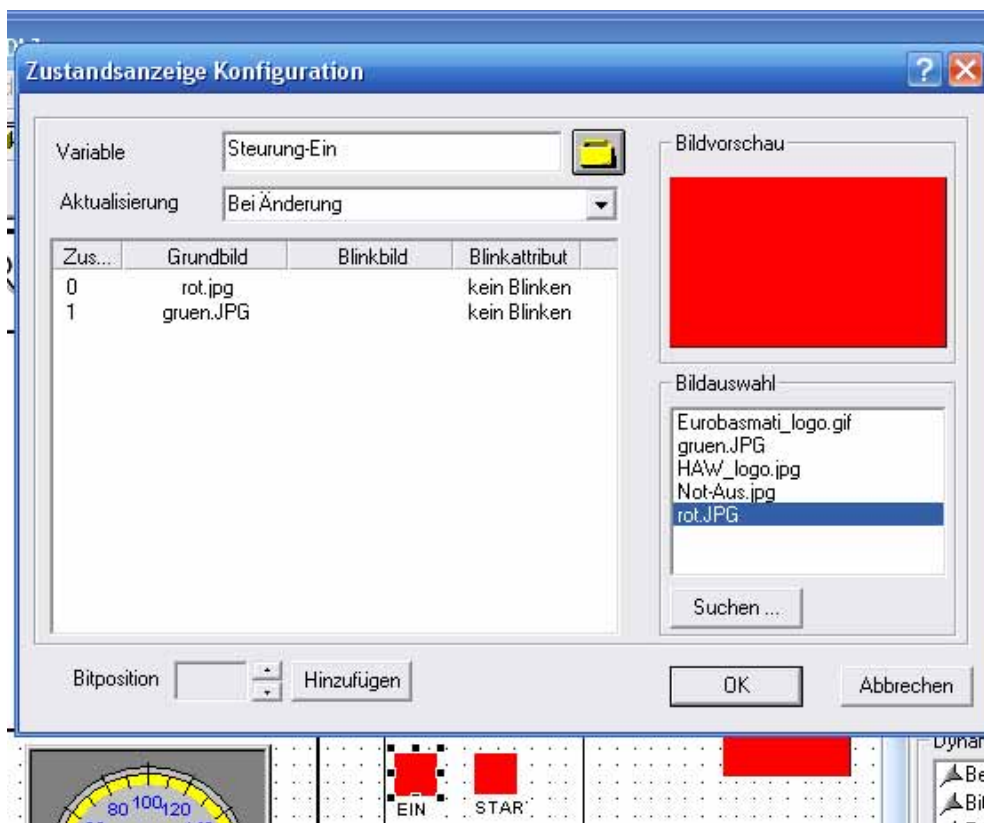 Zustandsanzeige Konfiguration
Variable
Steurung-Ein
Aktualisierung
Bei Änderung
Zus... Grundbild Blinkbild Blinkattribut
0 rot.jpg kein Blinken
1 gruen.JPG kein Blinken
Bildvorschau
Bildauswahl
Eurobasmati_logo.gif
gruen.JPG
HAW_logo.jpg
Not-Aus.jpg
rot.JPG
Suchen ...
Bitposition
Hinzufügen
OK
Abbrechen
80 100 120
EIN
STAR